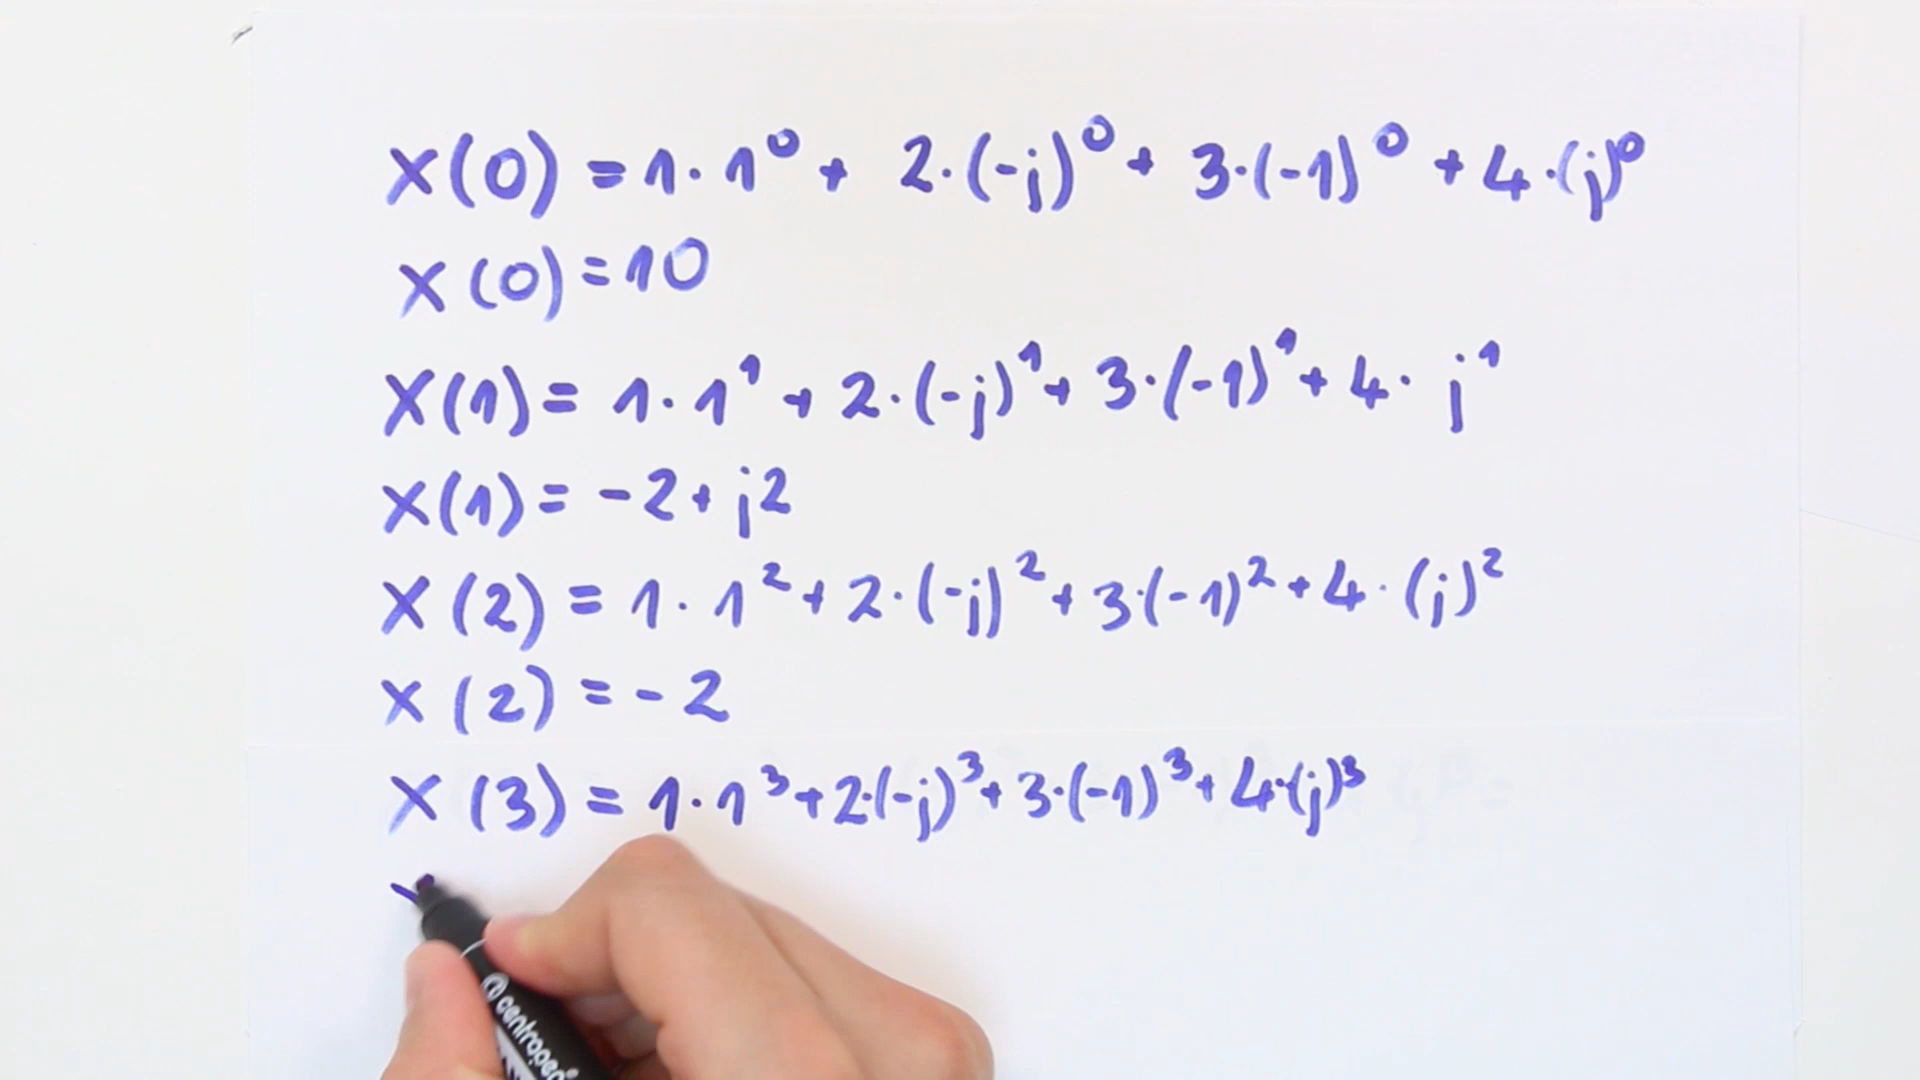 X(0) = 1·1⁰ + 2·(-j)⁰ + 3·(-1)⁰ + 4·(j)⁰
X(0) = 10
X(1) = 1·1¹ + 2·(-j)¹ + 3·(-1)¹ + 4· j¹
X(1) = -2 + j2
X(2) = 1·1² + 2·(-j)² + 3·(-1)² + 4·(j)²
X(2) = -2
X(3) = 1·1³ + 2·(-j)³ + 3·(-1)³ + 4·(j)³
centropen